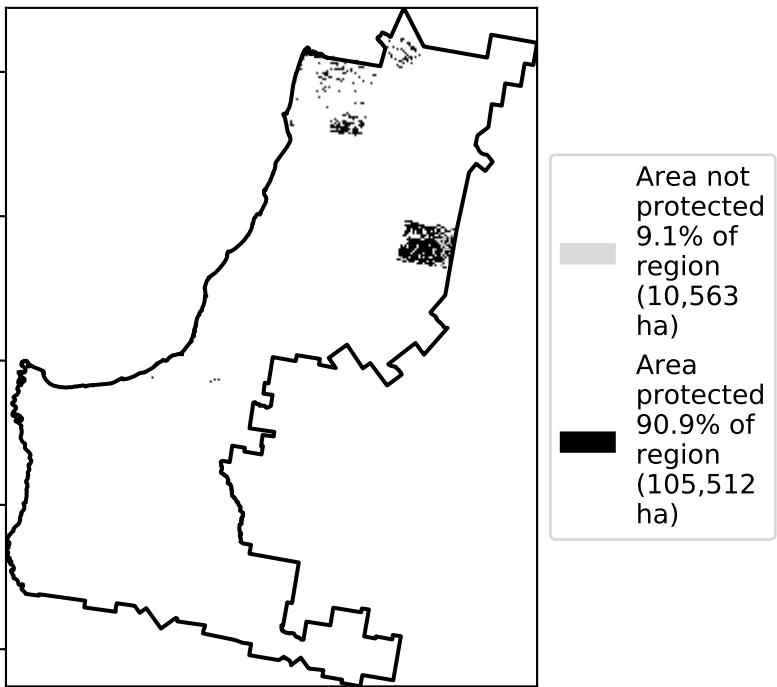 Area not
protected
9.1% of
region
(10,563
ha)
Area
protected
90.9% of
region
(105,512
ha)